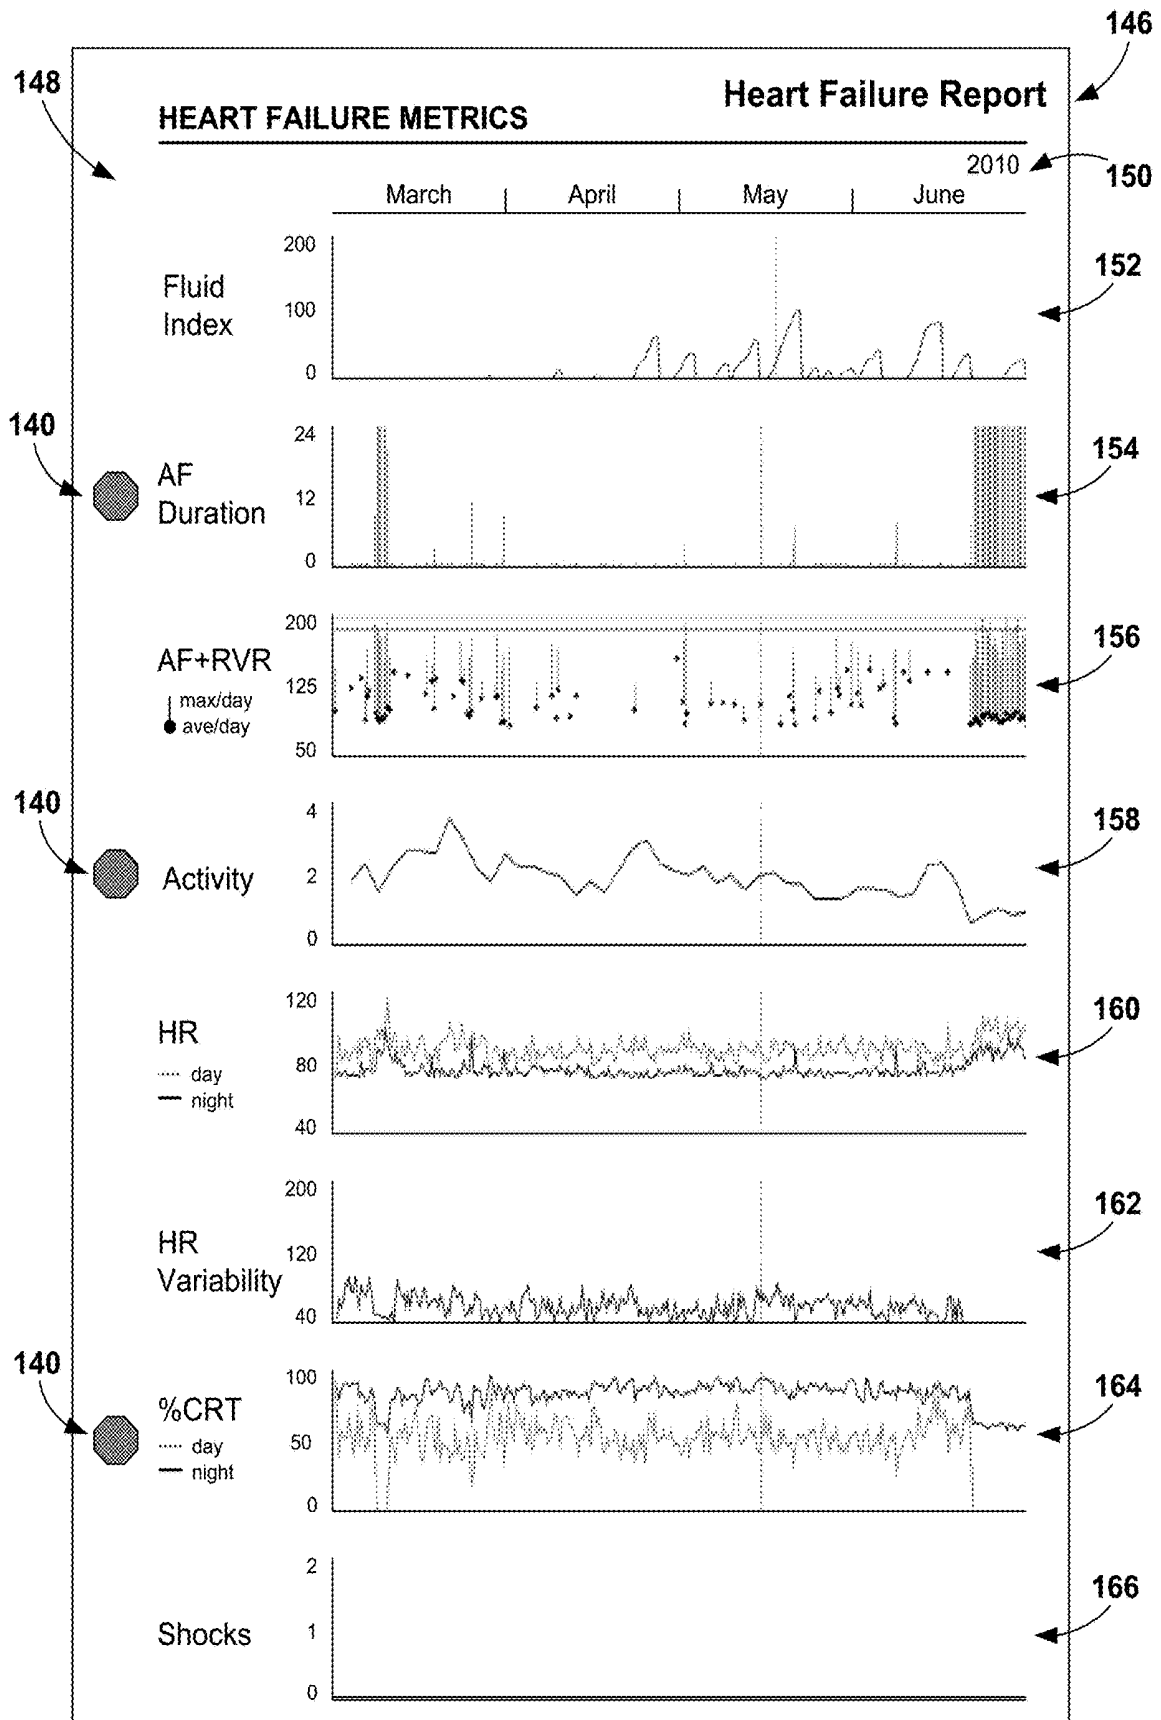 146
148
Heart Failure Report
HEART FAILURE METRICS
2010
150
March April May June
200
152
Fluid
Index
100
0
140
24
154
AF
Duration
12
0
200
156
AF+RVR
125
max/day
ave/day
50
140
4
158
Activity
2
0
120
160
HR
80
day
night
40
200
162
HR
Variability
120
40
140
100
164
%CRT
50
day
night
0
2
166
Shocks
1
0